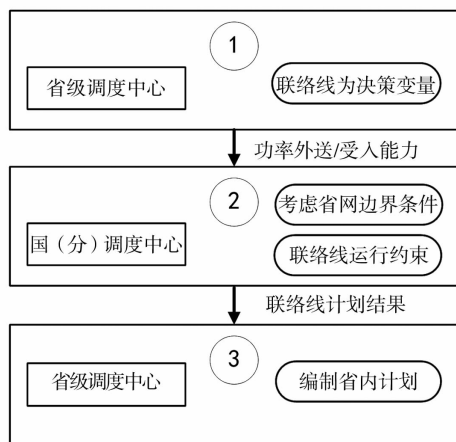 1
省级调度中心
联络线为决策变量
功率外送/受入能力
2
考虑省网边界条件
国（分）调度中心
联络线运行约束
联络线计划结果
3
省级调度中心
编制省内计划